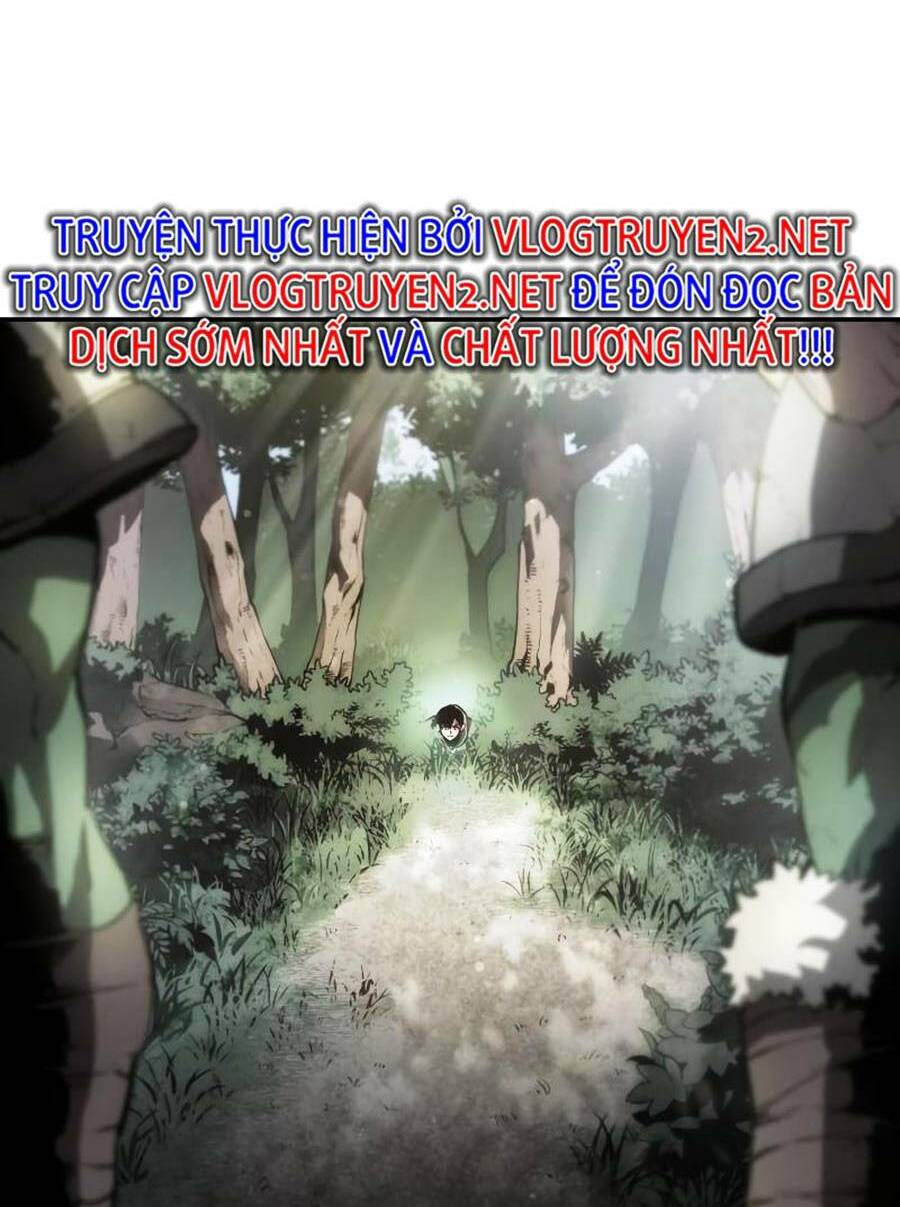 TRUYỆN THỰC HIỆN BỞI VLOGTRUYEN2.NET
TRUY CẬP VLOGTRUYEN2.NET ĐỂ ĐÓN ĐỌC BẢN
DỊCH SỚM NHẤT VÀ CHẤT LƯỢNG NHẤT!!!